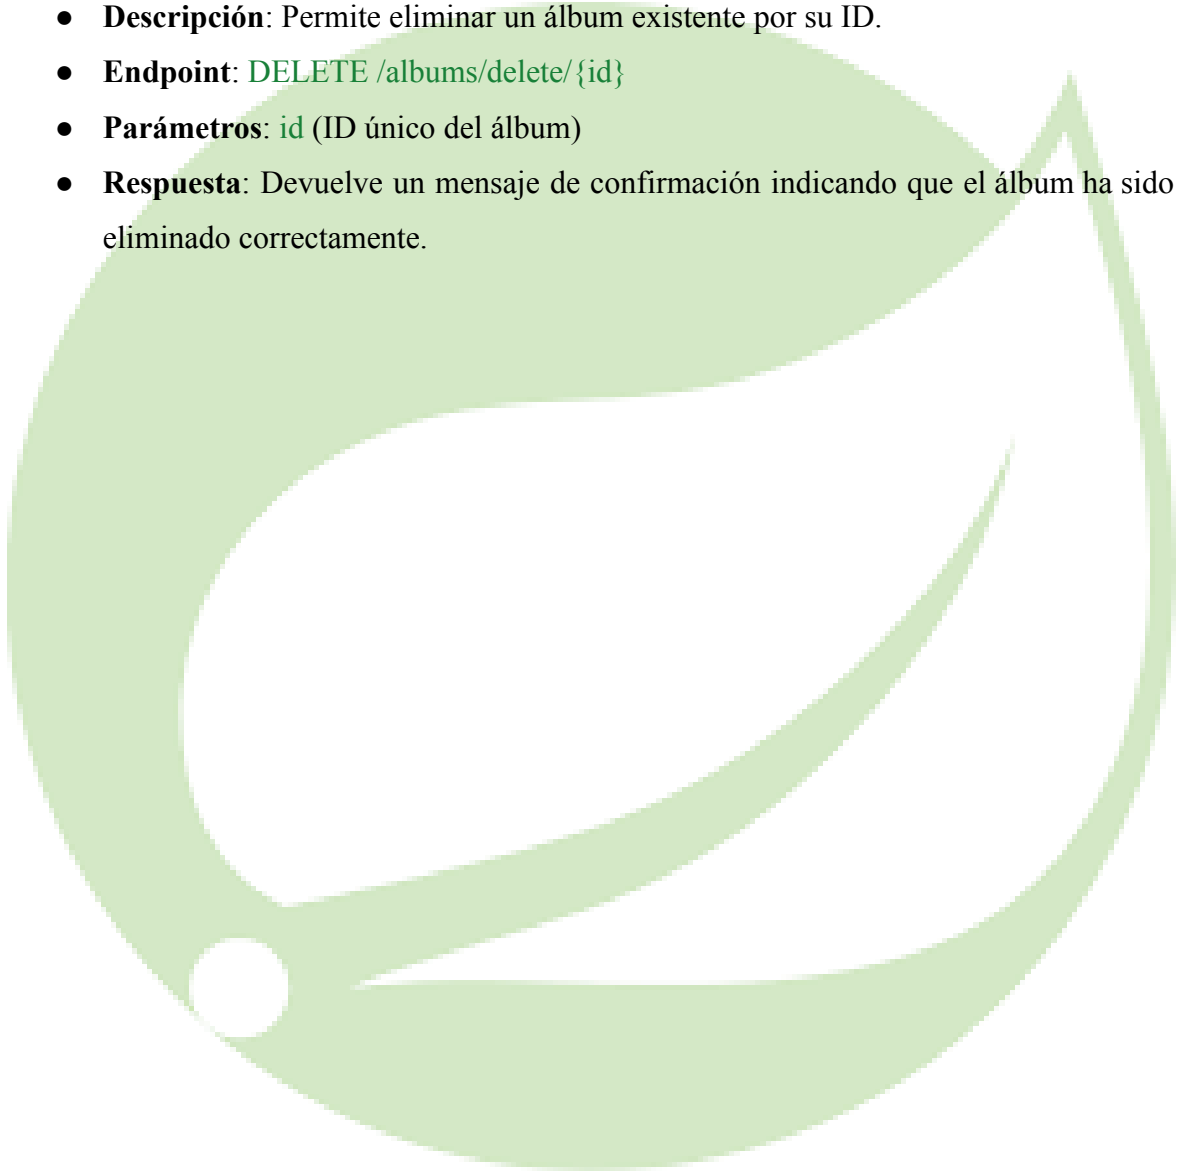 ● Descripción: Permite eliminar un álbum existente por su ID.
● Endpoint: DELETE /albums/delete/{id}
● Parámetros: id (ID único del álbum)
● Respuesta: Devuelve un mensaje de confirmación indicando que el álbum ha sido
eliminado correctamente.